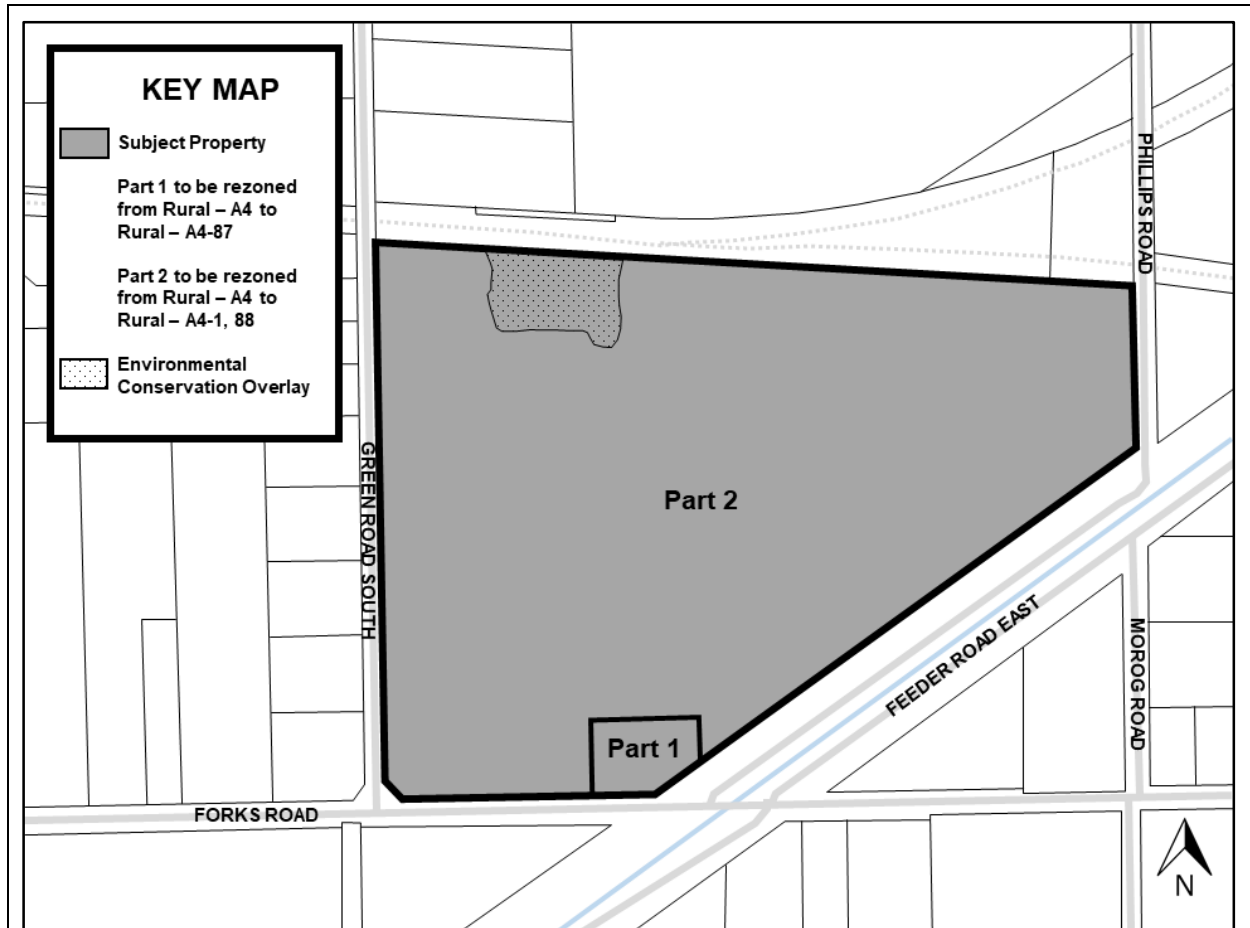 KEY MAP
Subject Property
Part 1 to be rezoned
from Rural – A4 to
Rural – A4-87
Part 2 to be rezoned
from Rural – A4 to
Rural – A4-1, 88
Environmental
Conservation Overlay
PHILLIPS ROAD
GREEN ROAD SOUTH
Part 2
FEEDER ROAD EAST
MOROG ROAD
Part 1
FORKS ROAD
N